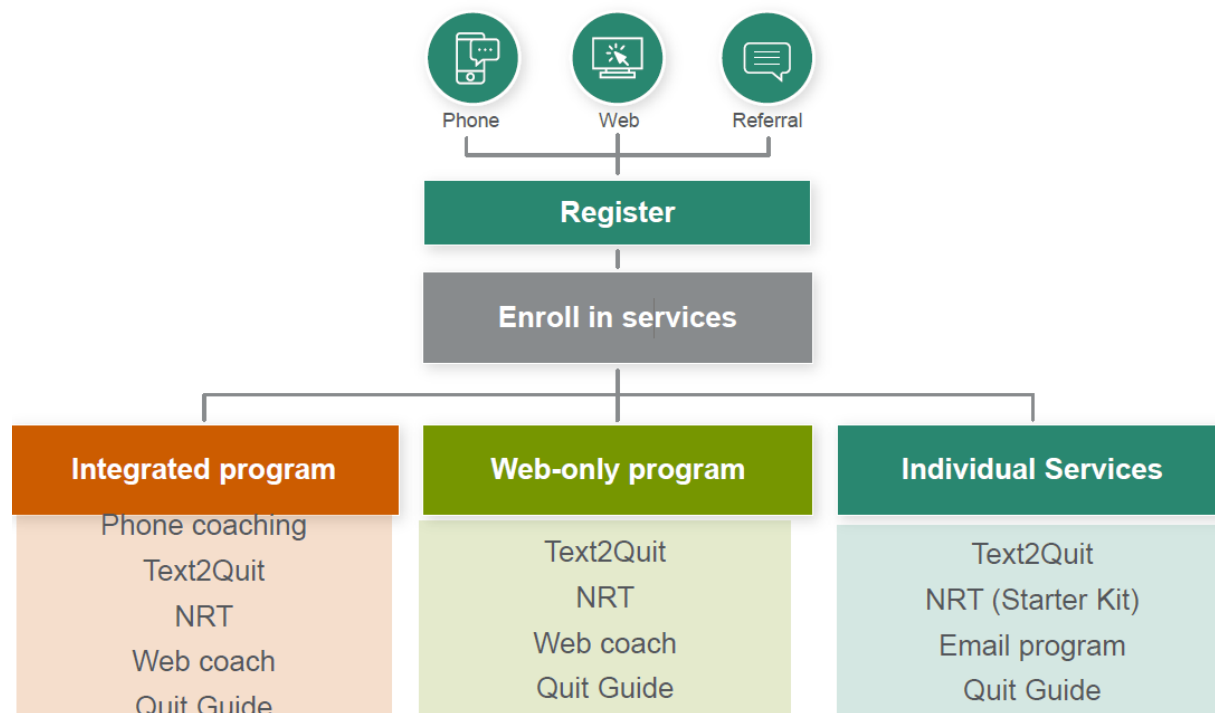 Phone
Web
Referral
Register
Enroll in services
Integrated program
Phone coaching
Text2Quit
NRT
Web coach
Quit Guide
Web-only program
Text2Quit
NRT
Web coach
Quit Guide
Individual Services
Text2Quit
NRT (Starter Kit)
Email program
Quit Guide